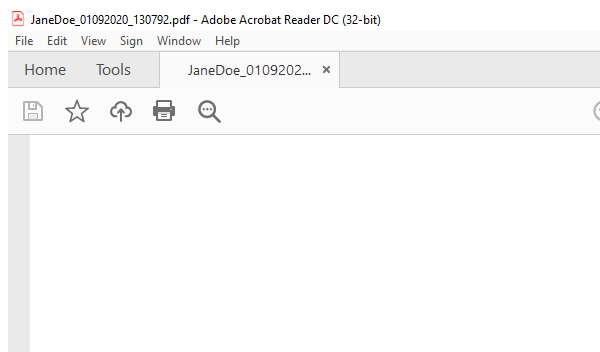 JaneDoe_01092020_130792.pdf - Adobe Acrobat Reader DC (32-bit)
File Edit View Sign Window Help
Home Tools JaneDoe_0109202... ×